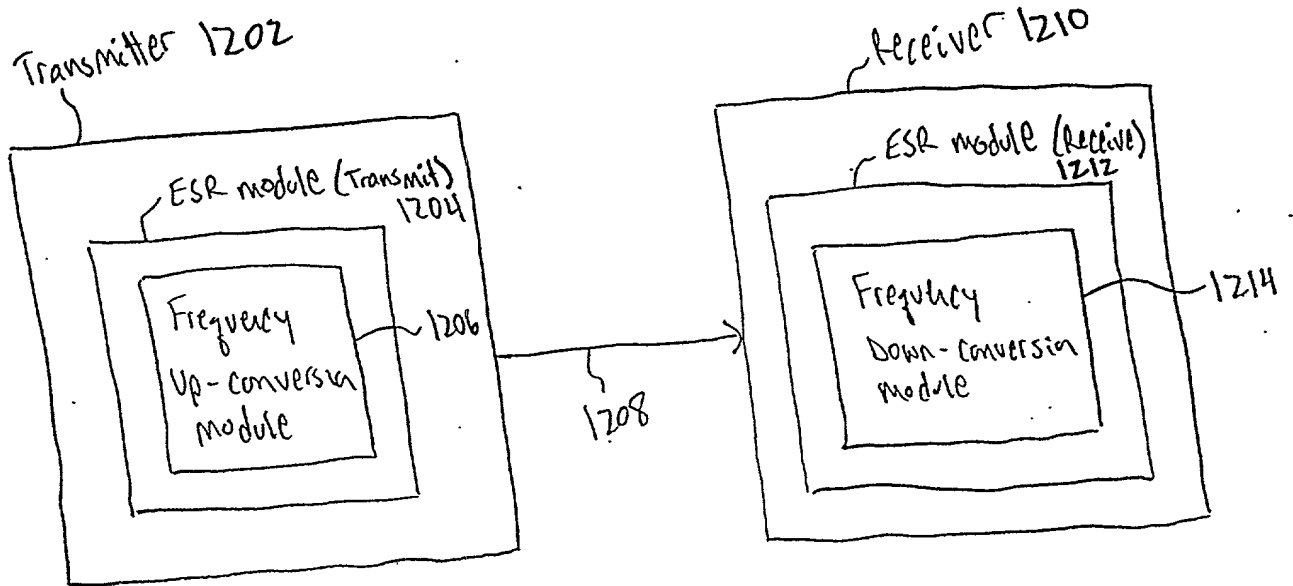 Transmitter 1202
ESR module (Transmit)
1204
Frequency
Up-conversion
module
1206
1208
Receiver 1210
ESR module (Receive)
1212
Frequency
Down-conversion
module
1214